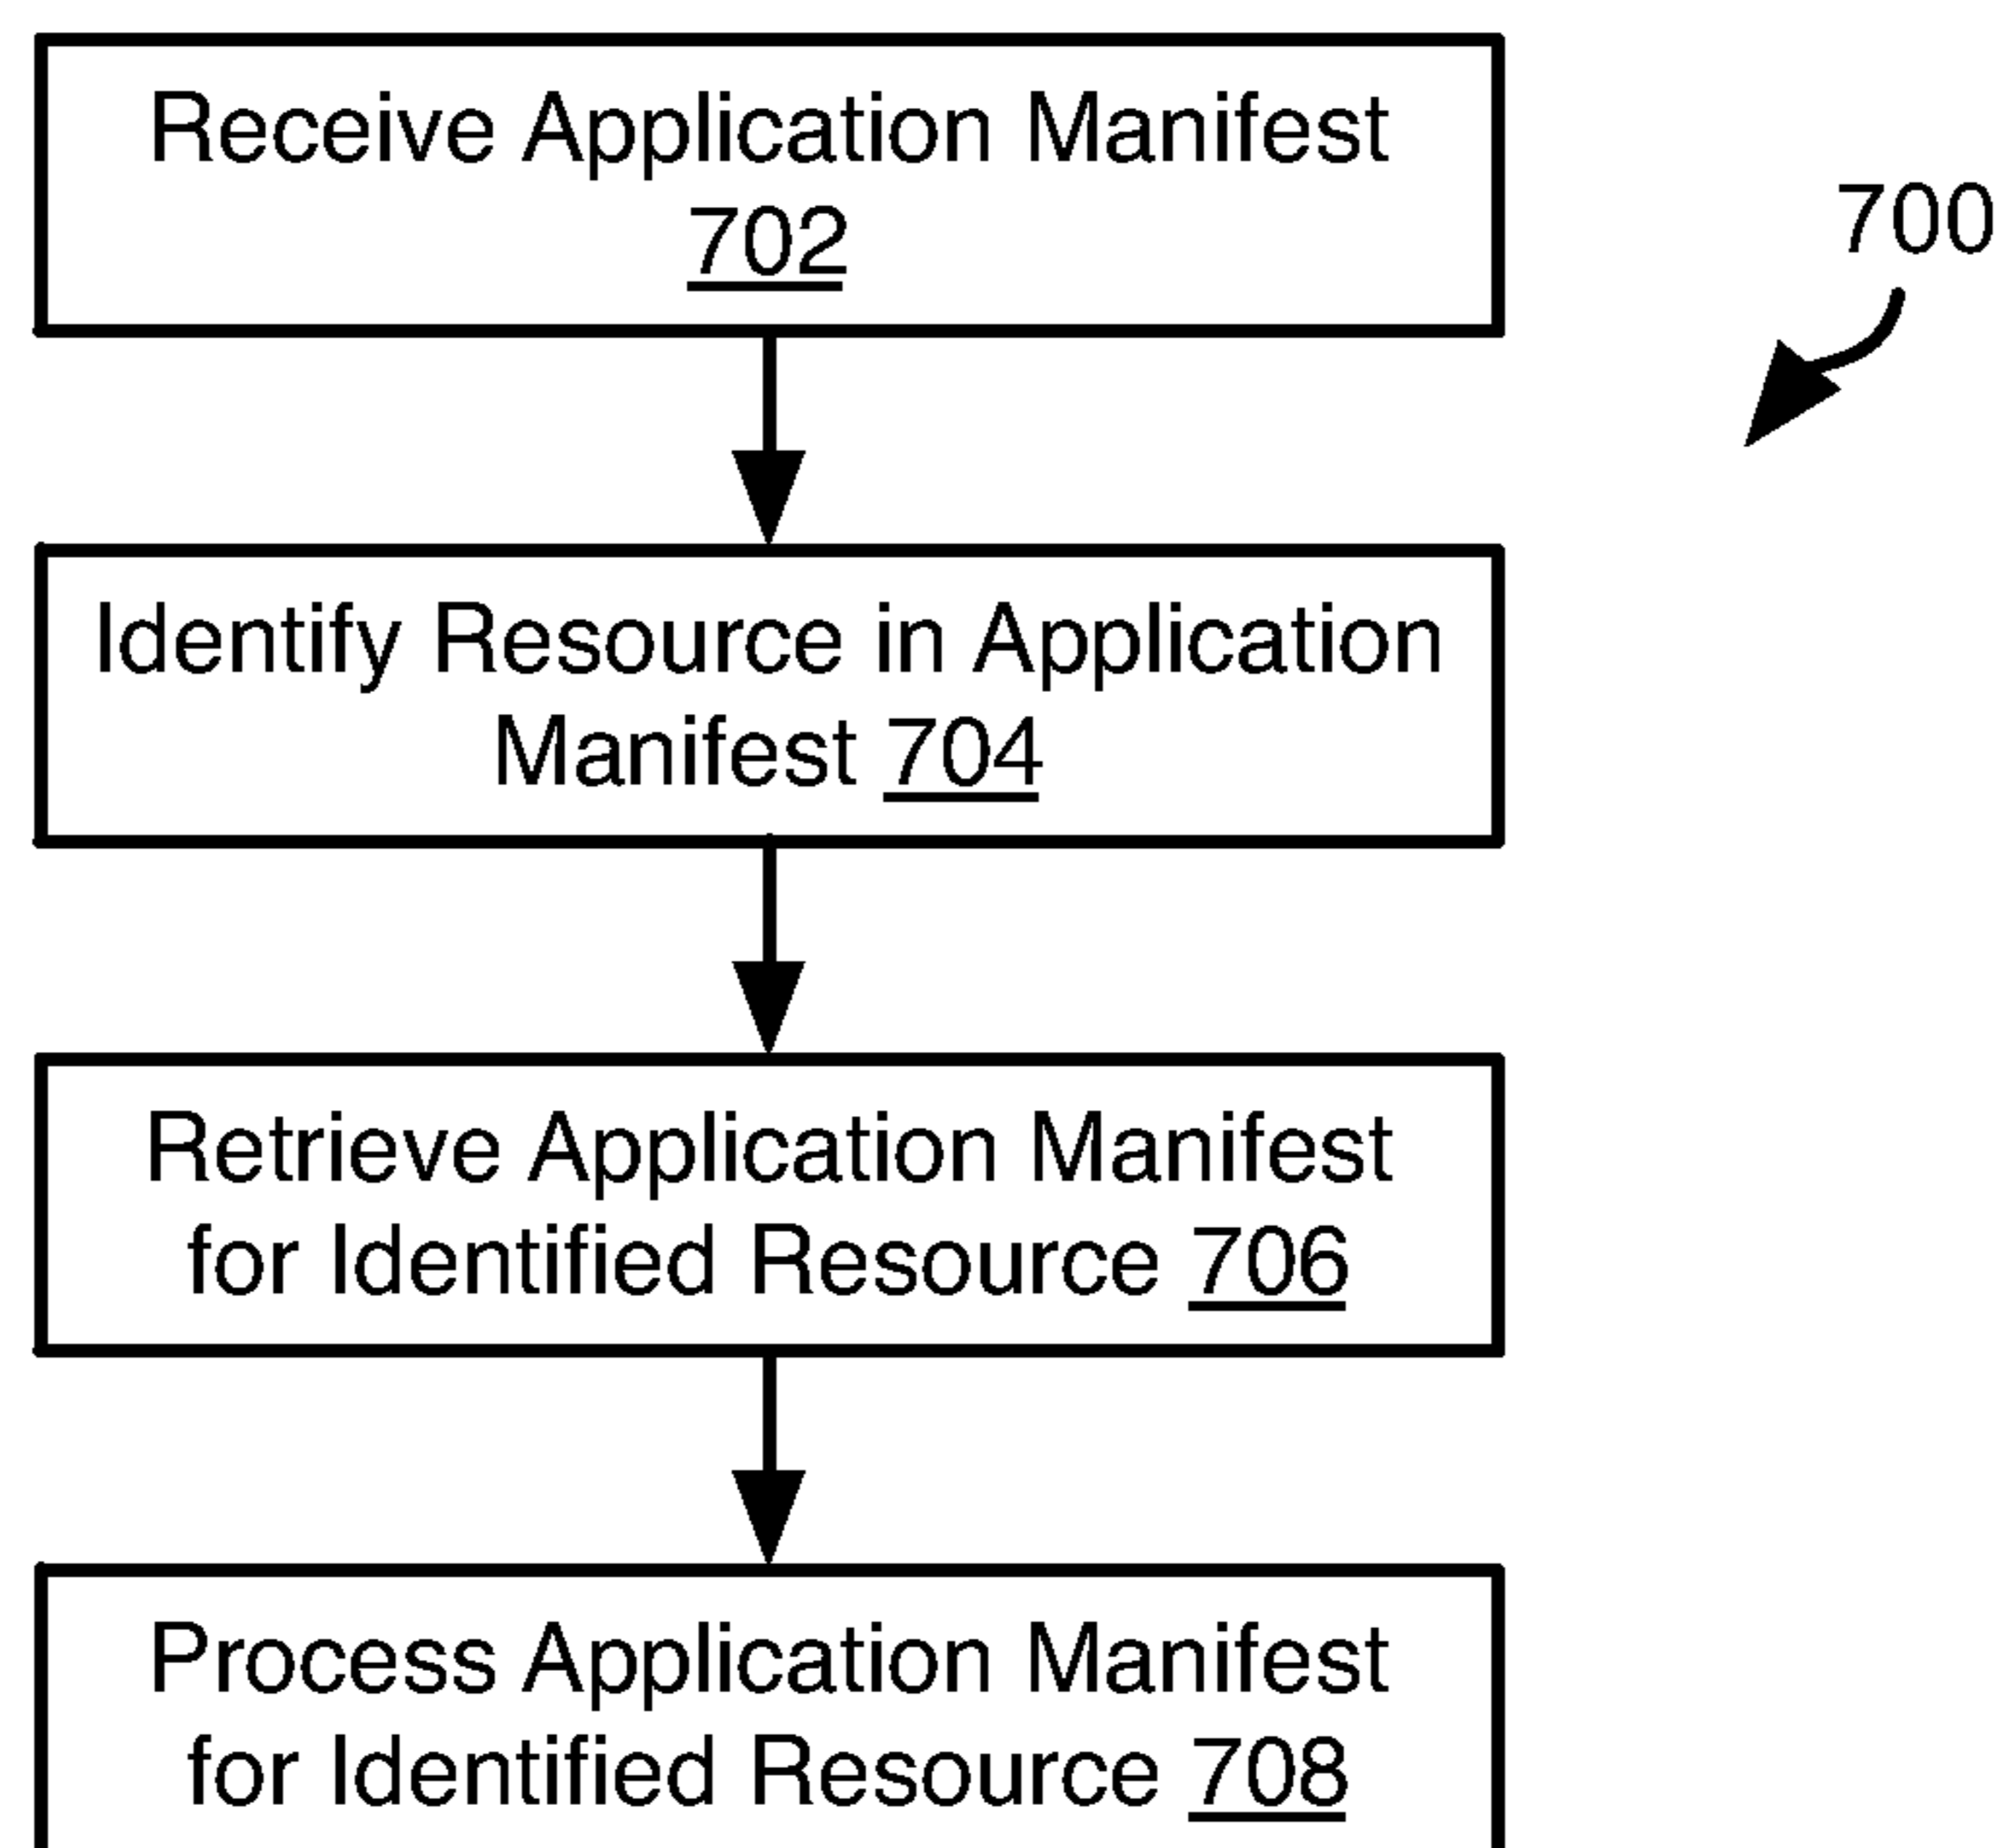 Receive Application Manifest
702
700
Identify Resource in Application
Manifest 704
Retrieve Application Manifest
for Identified Resource 706
Process Application Manifest
for Identified Resource 708